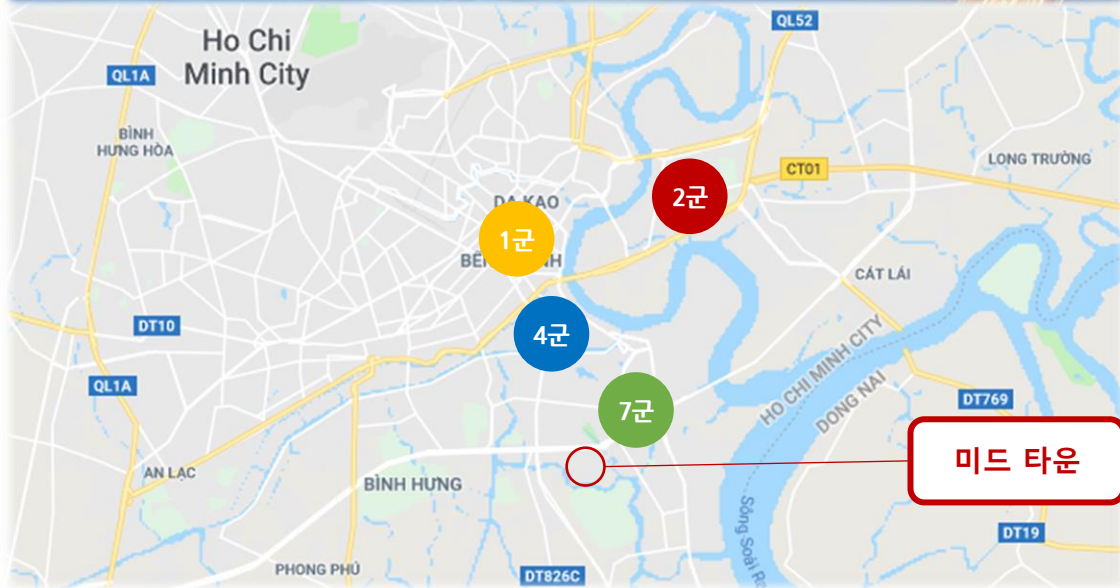 Ho Chi
Minh City
QL52
QL1A
BÌNH
HƯNG HÒA
LONG TRƯỜNG
CT01
2군
ĐA KAO
1군
CÁT LÁI
DT10
4군
HO CHI MINH CITY
DONG NAI
QL1A
DT769
7군
미드 타운
AN LẠC
BÌNH HƯNG
DT19
PHONG PHÚ
DT826C